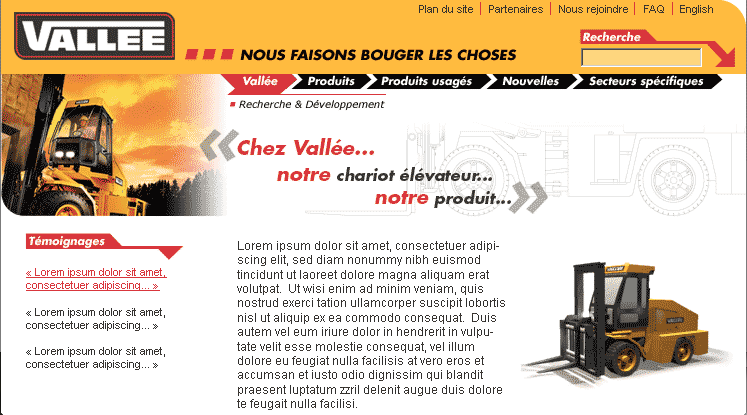 Plan du site | Partenaires | Nous rejoindre | FAQ | English
VALLEE
NOUS FAISONS BOUGER LES CHOSES
Recherche
Vallée Produits Produits usagés Nouvelles Secteurs spécifiques
Recherche & Développement
« Chez Vallée...
notre chariot élévateur...
notre produit... »
Témoignages
« Lorem ipsum dolor sit amet,
consectetuer adipiscing... »
« Lorem ipsum dolor sit amet,
consectetuer adipiscing... »
« Lorem ipsum dolor sit amet,
consectetuer adipiscing... »
Lorem ipsum dolor sit amet, consectetuer adipi-
scing elit, sed diam nonummy nibh euismod
tincidunt ut laoreet dolore magna aliquam erat
volutpat. Ut wisi enim ad minim veniam, quis
nostrud exerci tation ullamcorper suscipit lobortis
nisl ut aliquip ex ea commodo consequat. Duis
autem vel eum iriure dolor in hendrerit in vulpu-
tate velit esse molestie consequat, vel illum
dolore eu feugiat nulla facilisis at vero eros et
accumsan et iusto odio dignissim qui blandit
praesent luptatum zzril delenit augue duis dolore
te feugait nulla facilisi.